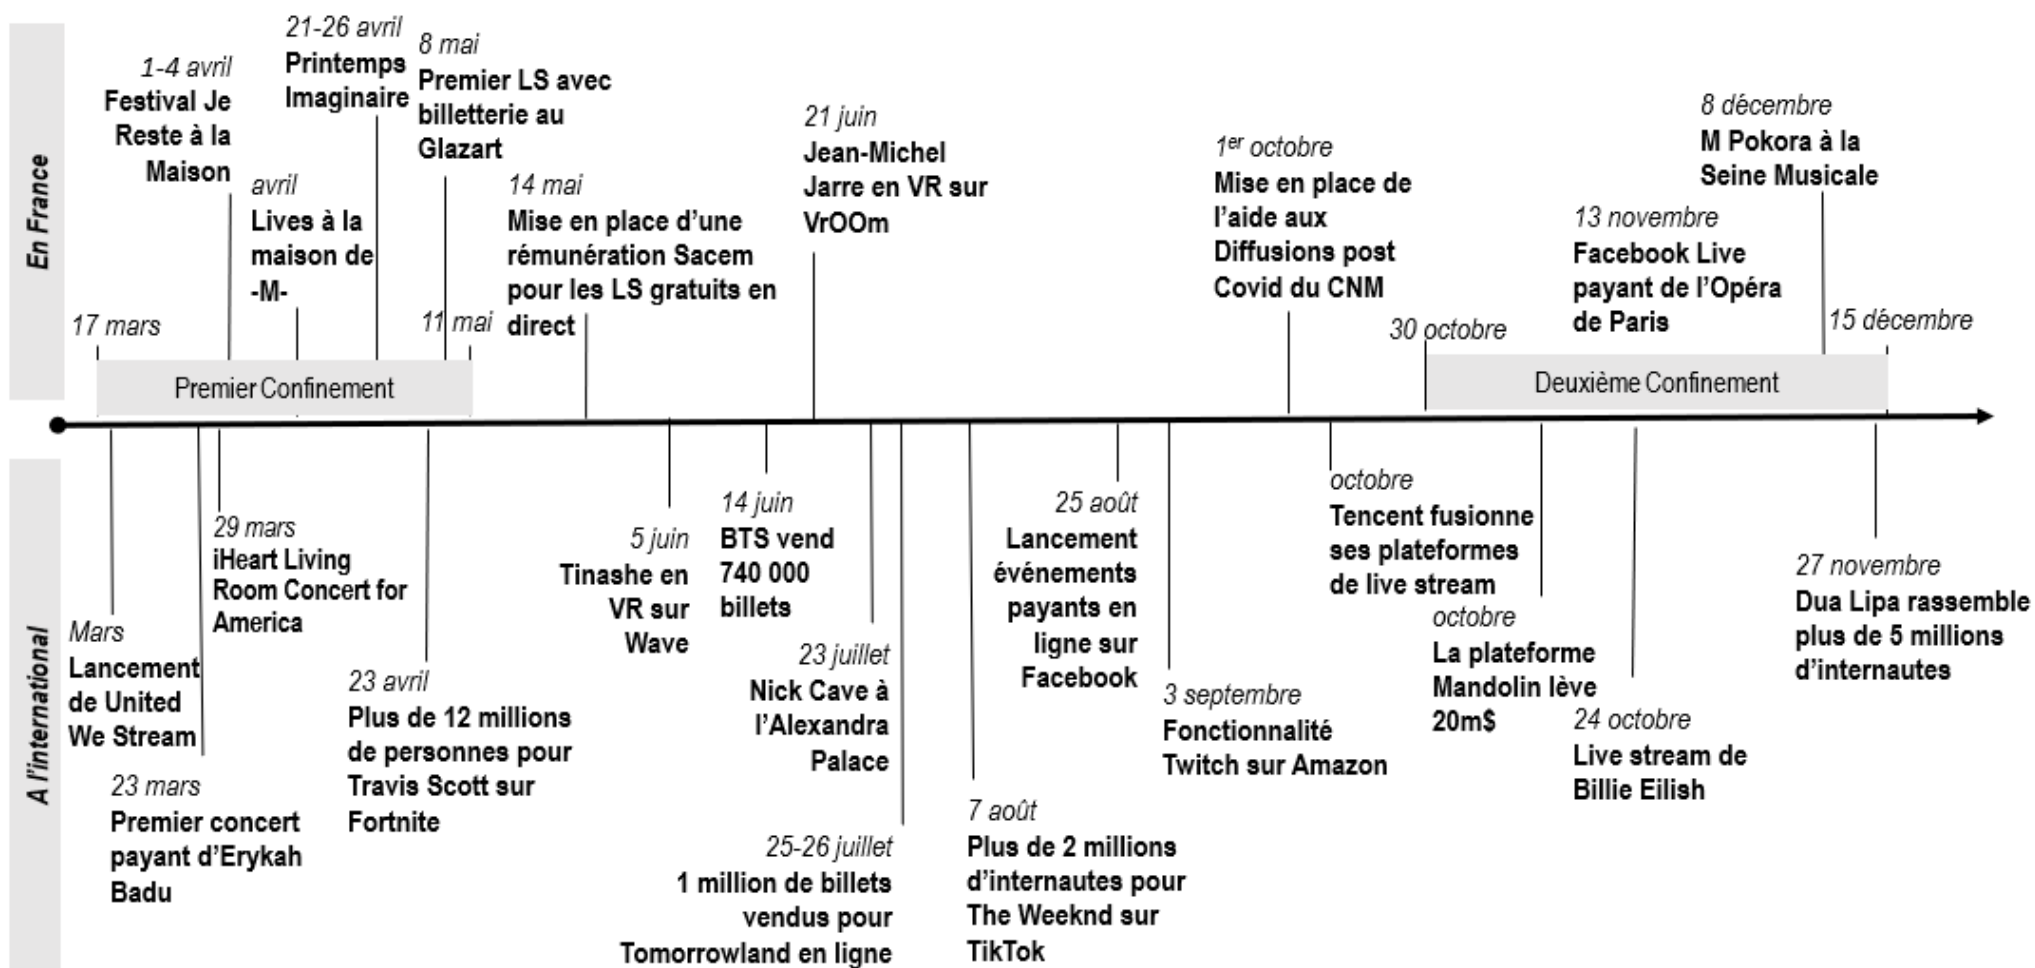 En France
1-4 avril
Festival Je
Reste à la
Maison
21-26 avril
Printemps
Imaginaire
8 mai
Premier LS avec
billetterie au
Glazart
avril
Lives à la
maison de
-M-
14 mai
Mise en place d’une
rémunération Sacem
pour les LS gratuits en
direct
21 juin
Jean-Michel
Jarre en VR sur
VrOOm
1er octobre
Mise en place de
l’aide aux
Diffusions post
Covid du CNM
13 novembre
Facebook Live
payant de l’Opéra
de Paris
8 décembre
M Pokora à la
Seine Musicale
17 mars
11 mai
30 octobre
15 décembre
Premier Confinement
Deuxième Confinement
A l’international
Mars
Lancement
de United
We Stream
23 mars
Premier concert
payant d’Erykah
Badu
29 mars
iHeart Living
Room Concert for
America
23 avril
Plus de 12 millions
de personnes pour
Travis Scott sur
Fortnite
5 juin
Tinashe en
VR sur
Wave
14 juin
BTS vend
740 000
billets
23 juillet
Nick Cave à
l’Alexandra
Palace
25-26 juillet
1 million de billets
vendus pour
Tomorrowland en ligne
7 août
Plus de 2 millions
d’internautes pour
The Weeknd sur
TikTok
25 août
Lancement
événements
payants en
ligne sur
Facebook
3 septembre
Fonctionnalité
Twitch sur Amazon
octobre
Tencent fusionne
ses plateformes
de live stream
octobre
La plateforme
Mandolin lève
20m$
24 octobre
Live stream de
Billie Eilish
27 novembre
Dua Lipa rassemble
plus de 5 millions
d’internautes